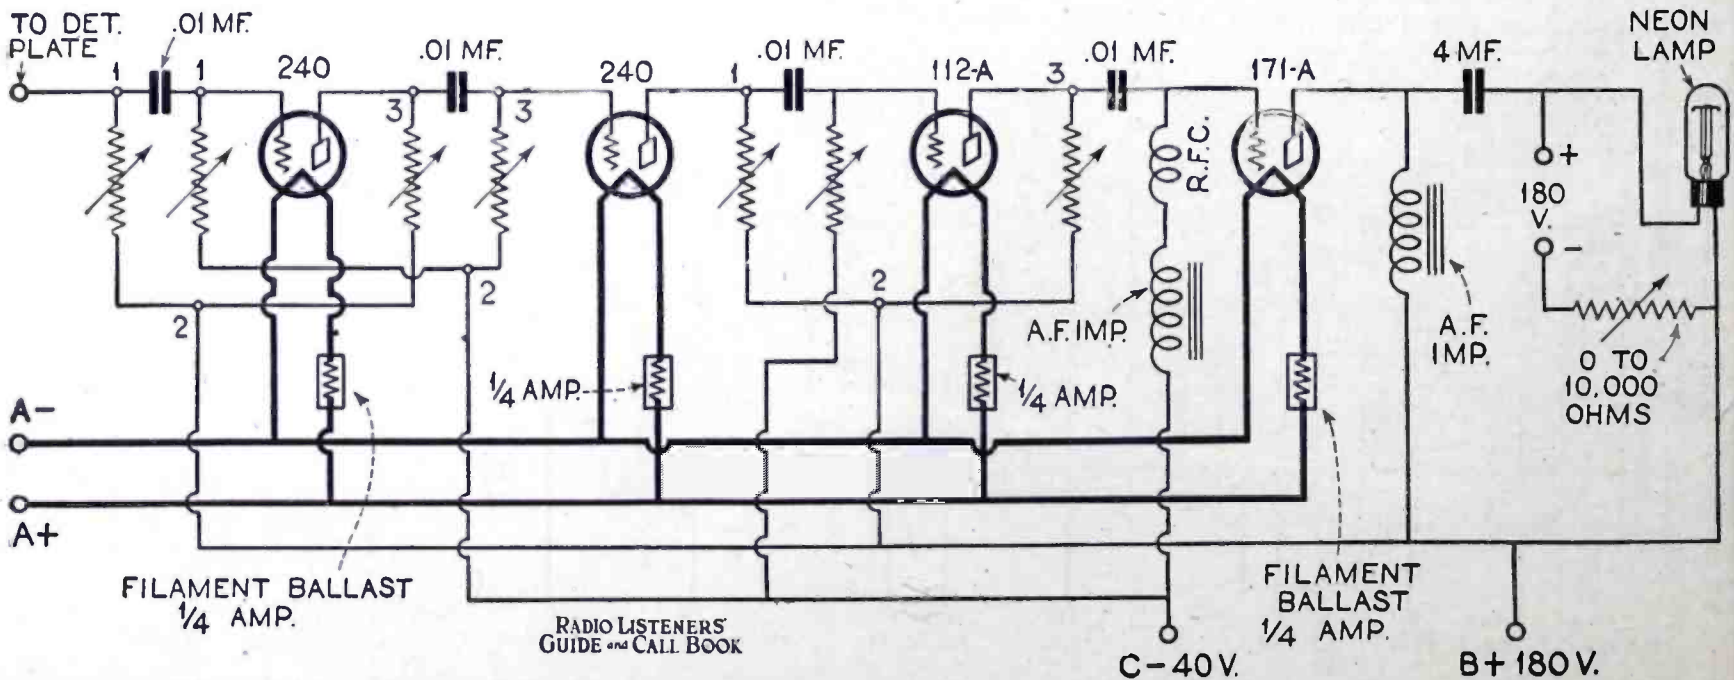 TO DET.
PLATE
.01 MF.
1
1
240
.01 MF.
3
3
240
1
.01 MF.
112-A
3
.01 MF.
171-A
4 MF.
NEON
LAMP
R.F.C.
+
180
V.
-
2
2
2
A.F. IMP.
A.F.
IMP.
0 TO
10,000
OHMS
1/4 AMP.
1/4 AMP.
A-
A+
FILAMENT BALLAST
1/4 AMP.
RADIO LISTENERS'
GUIDE and CALL BOOK
FILAMENT
BALLAST
1/4 AMP.
C-40 V.
B+180 V.